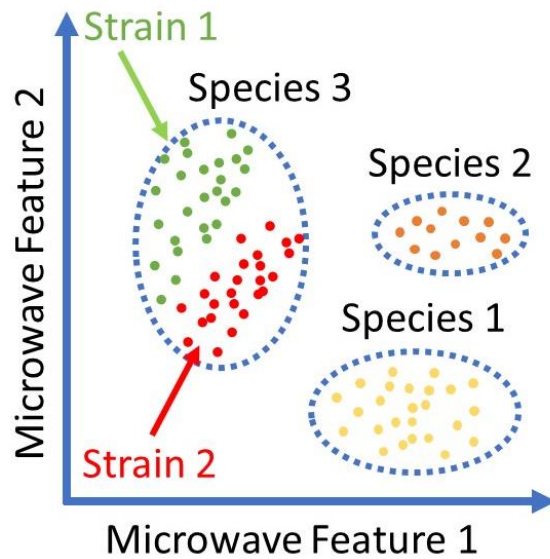 Strain 1
Species 3
Species 2
Species 1
Strain 2
Microwave Feature 2
Microwave Feature 1